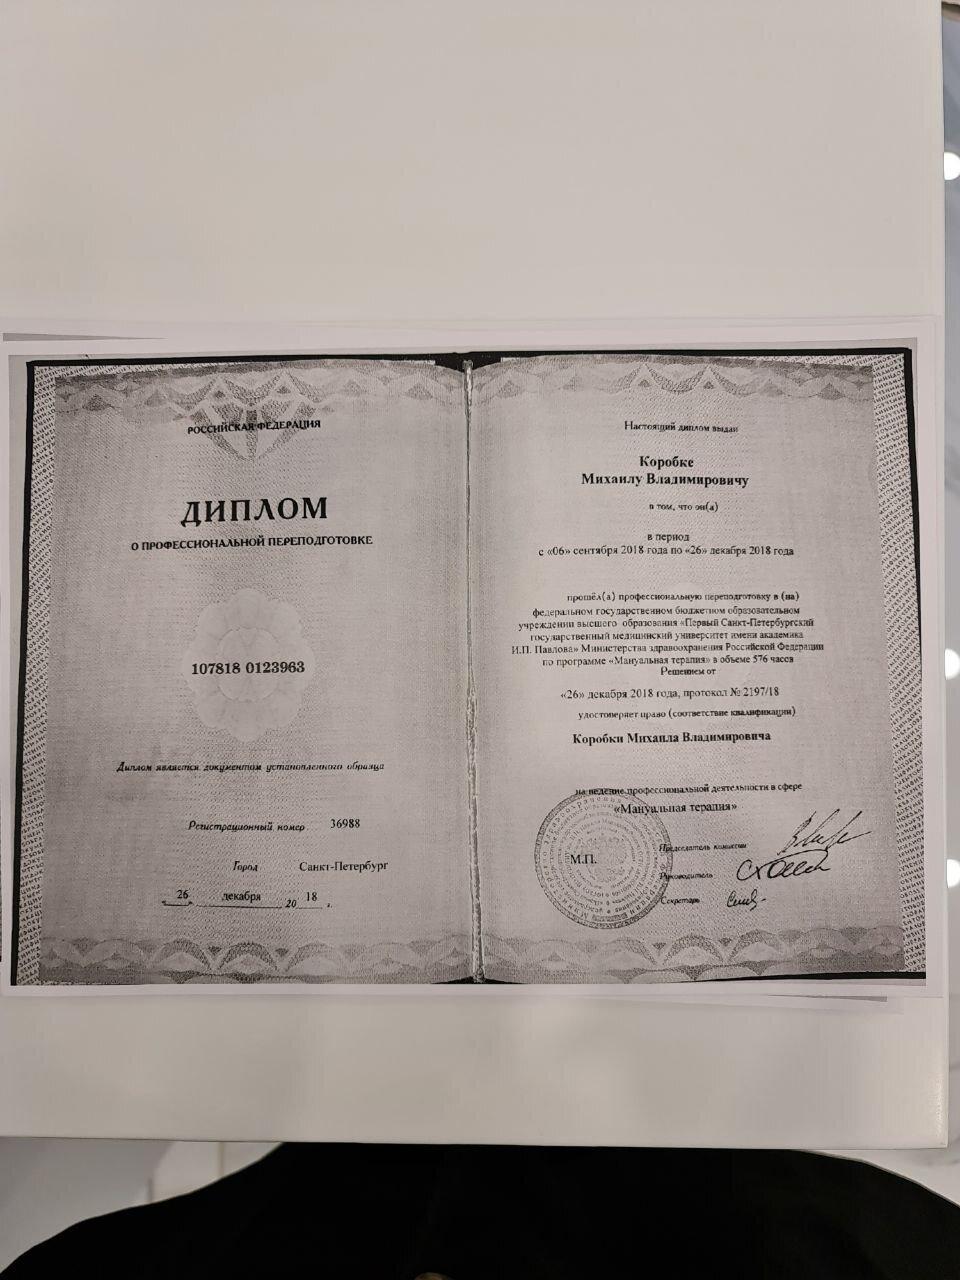 РОССИЙСКАЯ ФЕДЕРАЦИЯ
ДИПЛОМ
О ПРОФЕССИОНАЛЬНОЙ ПЕРЕПОДГОТОВКЕ
107818 0123963
Диплом является документом установленного образца
Регистрационный номер 36988
Город Санкт-Петербург
26 декабря 20 18 г.
Настоящий диплом выдан
Коробке
Михаилу Владимировичу
в том, что он(а)
в период
с «06» сентября 2018 года по «26» декабря 2018 года
прошёл(а) профессиональную переподготовку в (на)
федеральном государственном бюджетном образовательном
учреждении высшего образования «Первый Санкт-Петербургский
государственный медицинский университет имени академика
И.П. Павлова» Министерства здравоохранения Российской Федерации
по программе «Мануальная терапия» в объеме 576 часов
Решением от
«26» декабря 2018 года, протокол № 2197/18
удостоверяет право (соответствие квалификации)
Коробки Михаила Владимировича
на ведение профессиональной деятельности в сфере
«Мануальная терапия»
М.П.
Председатель комиссии
Руководитель
Секретарь